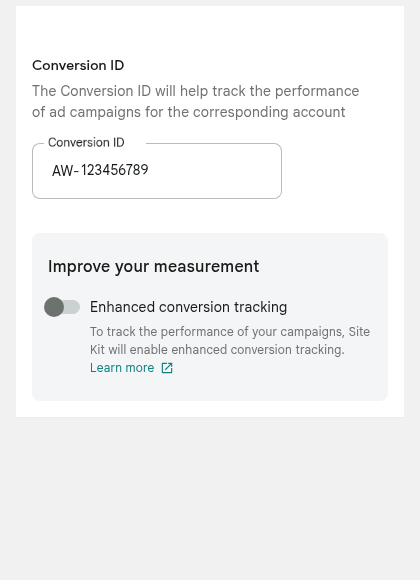 Conversion ID
The Conversion ID will help track the performance
of ad campaigns for the corresponding account
Conversion ID
AW- 123456789
Improve your measurement
Enhanced conversion tracking
To track the performance of your campaigns, Site
Kit will enable enhanced conversion tracking.
Learn more